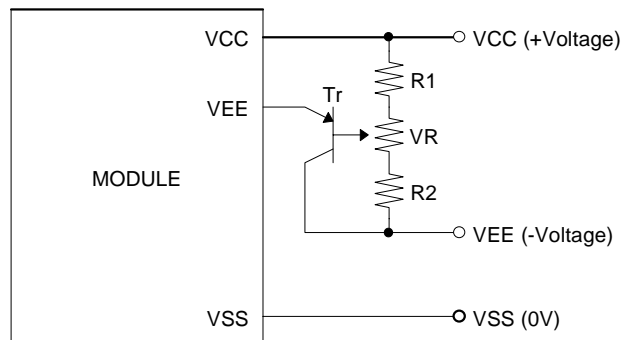 VCC VCC (+Voltage)
R1
Tr
VEE
VR
MODULE
R2
VEE (-Voltage)
VSS VSS (0V)